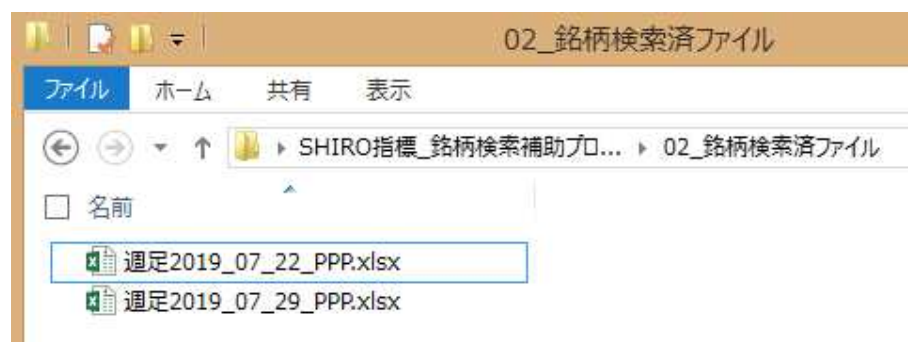 02_銘柄検索済ファイル
ファイル ホーム 共有 表示
SHIRO指標_銘柄検索補助プロ... 02_銘柄検索済ファイル
名前
週足2019_07_22_PPP.xlsx
週足2019_07_29_PPP.xlsx